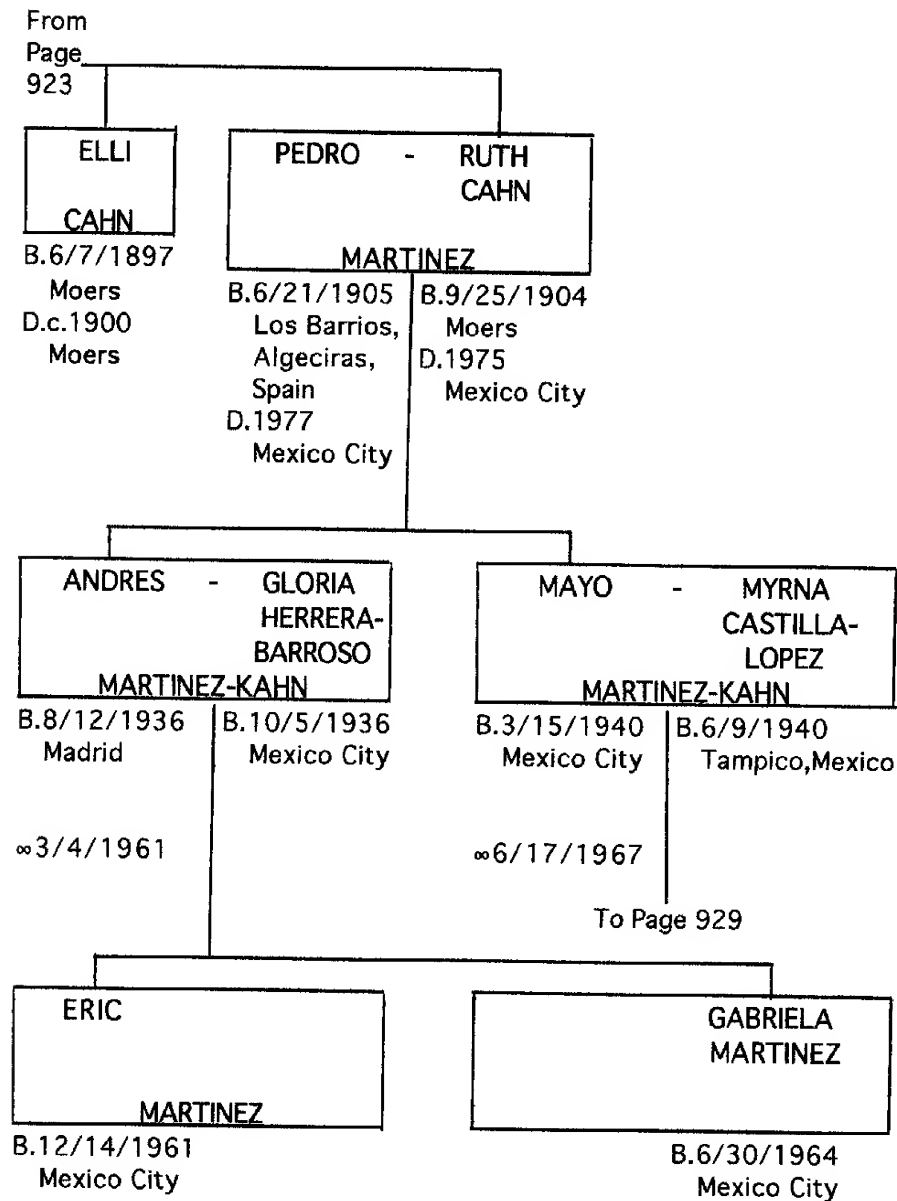 From
Page
923
ELLI
CAHN
B.6/7/1897
Moers
D.c.1900
Moers
PEDRO - RUTH
CAHN
MARTINEZ
B.6/21/1905
Los Barrios,
Algeciras,
Spain
D.1977
Mexico City
B.9/25/1904
Moers
D.1975
Mexico City
ANDRES - GLORIA
HERRERA-
BARROSO
MARTINEZ-KAHN
B.8/12/1936
Madrid
B.10/5/1936
Mexico City
∞3/4/1961
MAYO - MYRNA
CASTILLA-
LOPEZ
MARTINEZ-KAHN
B.3/15/1940
Mexico City
B.6/9/1940
Tampico,Mexico
∞6/17/1967
To Page 929
ERIC
MARTINEZ
B.12/14/1961
Mexico City
GABRIELA
MARTINEZ
B.6/30/1964
Mexico City